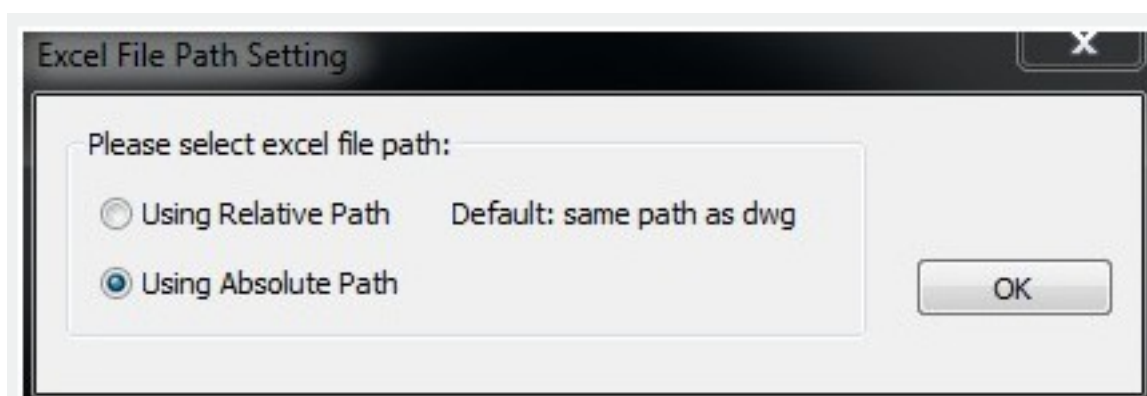 Excel File Path Setting
X
Please select excel file path:
Using Relative Path Default: same path as dwg
Using Absolute Path
OK